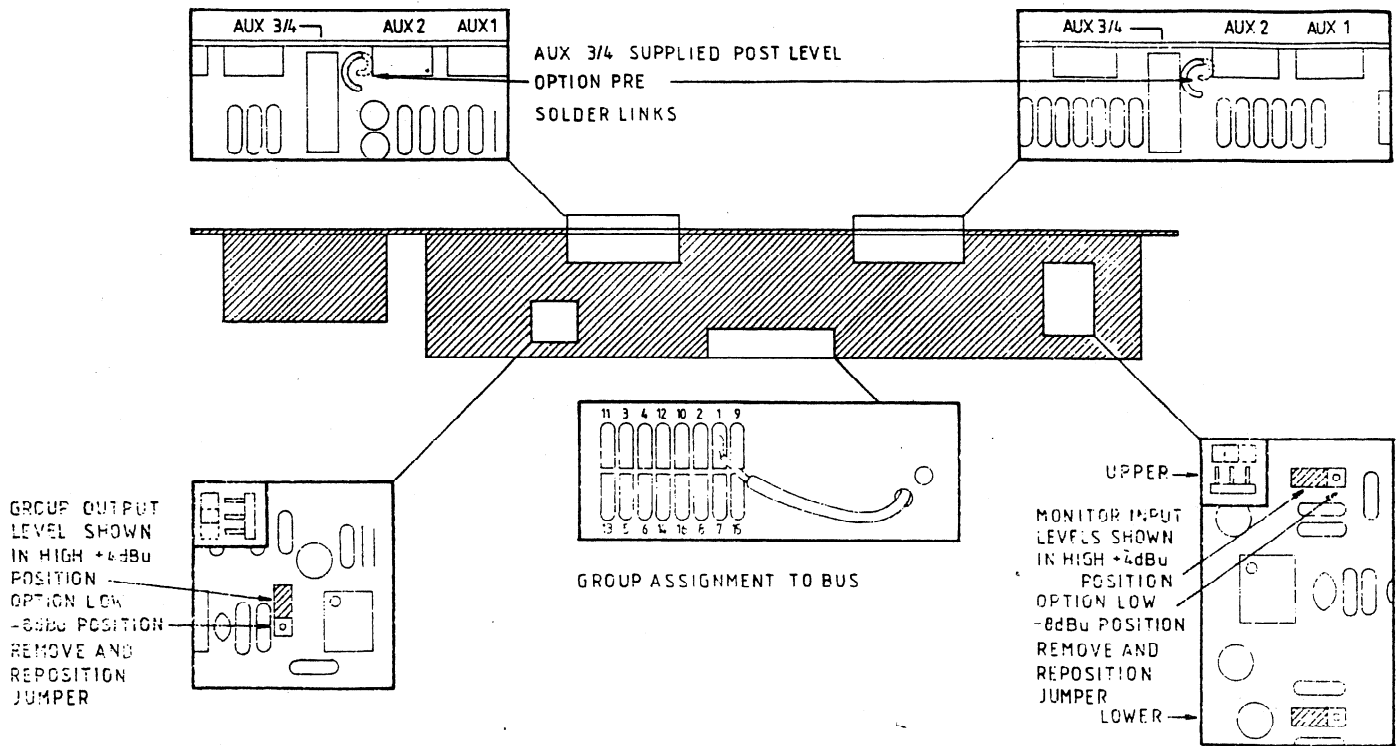 AUX 3/4 AUX 2 AUX 1
AUX 3/4 AUX 2 AUX 1
AUX 3/4 SUPPLIED POST LEVEL
OPTION PRE
SOLDER LINKS
11 3 4 12 10 2 1 9
13 5 6 14 16 8 7 15
GROUP ASSIGNMENT TO BUS
GROUP OUTPUT
LEVEL SHOWN
IN HIGH +4dBu
POSITION
OPTION LOW
-8dBu POSITION
REMOVE AND
REPOSITION
JUMPER
UPPER
MONITOR INPUT
LEVELS SHOWN
IN HIGH +4dBu
POSITION
OPTION LOW
-8dBu POSITION
REMOVE AND
REPOSITION
JUMPER
LOWER